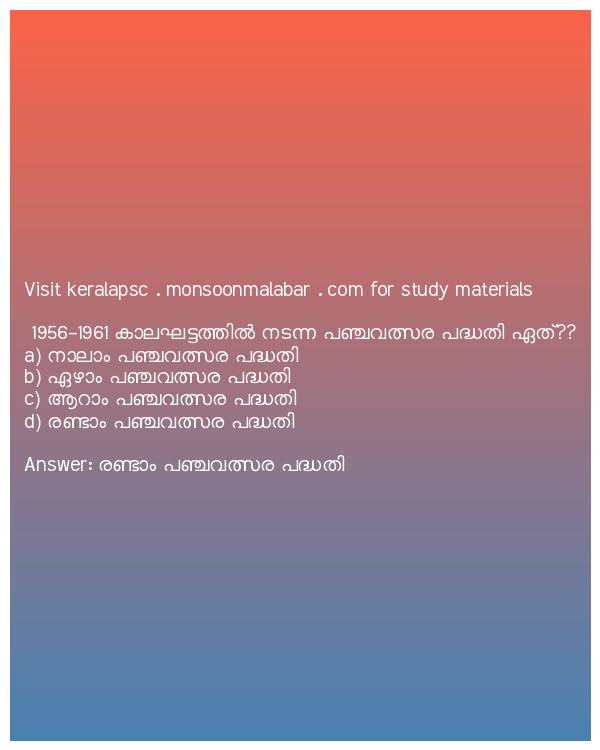 Visit keralapsc . monsoonmalabar . com for study materials
1956-1961 കാലഘട്ടത്തിൽ നടന്ന പഞ്ചവത്സര പദ്ധതി ഏത്??
a) നാലാം പഞ്ചവത്സര പദ്ധതി
b) ഏഴാം പഞ്ചവത്സര പദ്ധതി
c) ആറാം പഞ്ചവത്സര പദ്ധതി
d) രണ്ടാം പഞ്ചവത്സര പദ്ധതി
Answer: രണ്ടാം പഞ്ചവത്സര പദ്ധതി